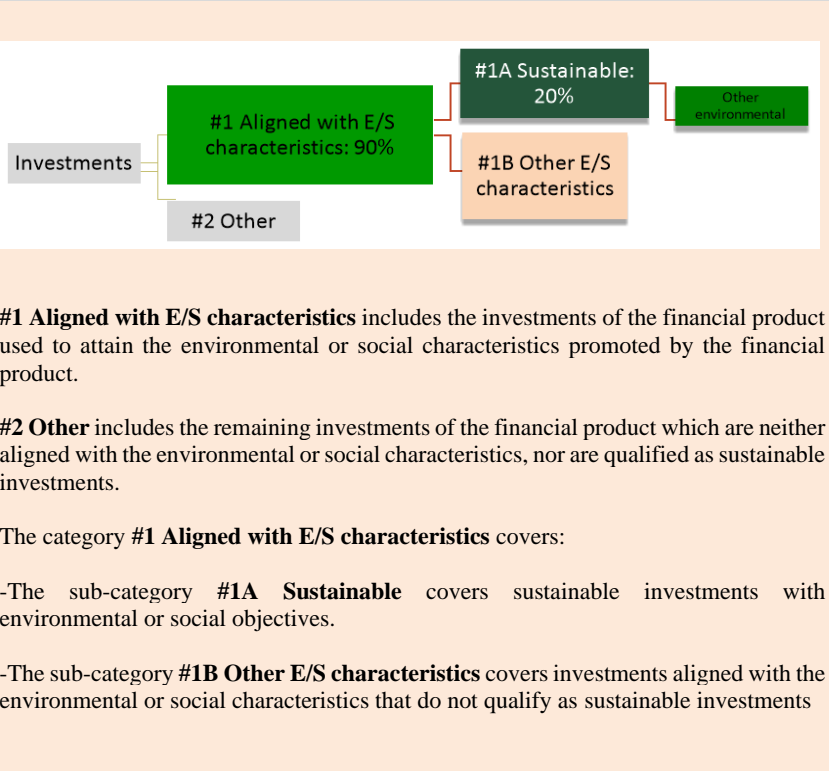 #1A Sustainable:
20%
Other
environmental
#1 Aligned with E/S
characteristics: 90%
Investments
#1B Other E/S
characteristics
#2 Other
#1 Aligned with E/S characteristics includes the investments of the financial product
used to attain the environmental or social characteristics promoted by the financial
product.
#2 Other includes the remaining investments of the financial product which are neither
aligned with the environmental or social characteristics, nor are qualified as sustainable
investments.
The category #1 Aligned with E/S characteristics covers:
-The sub-category #1A Sustainable covers sustainable investments with
environmental or social objectives.
-The sub-category #1B Other E/S characteristics covers investments aligned with the
environmental or social characteristics that do not qualify as sustainable investments